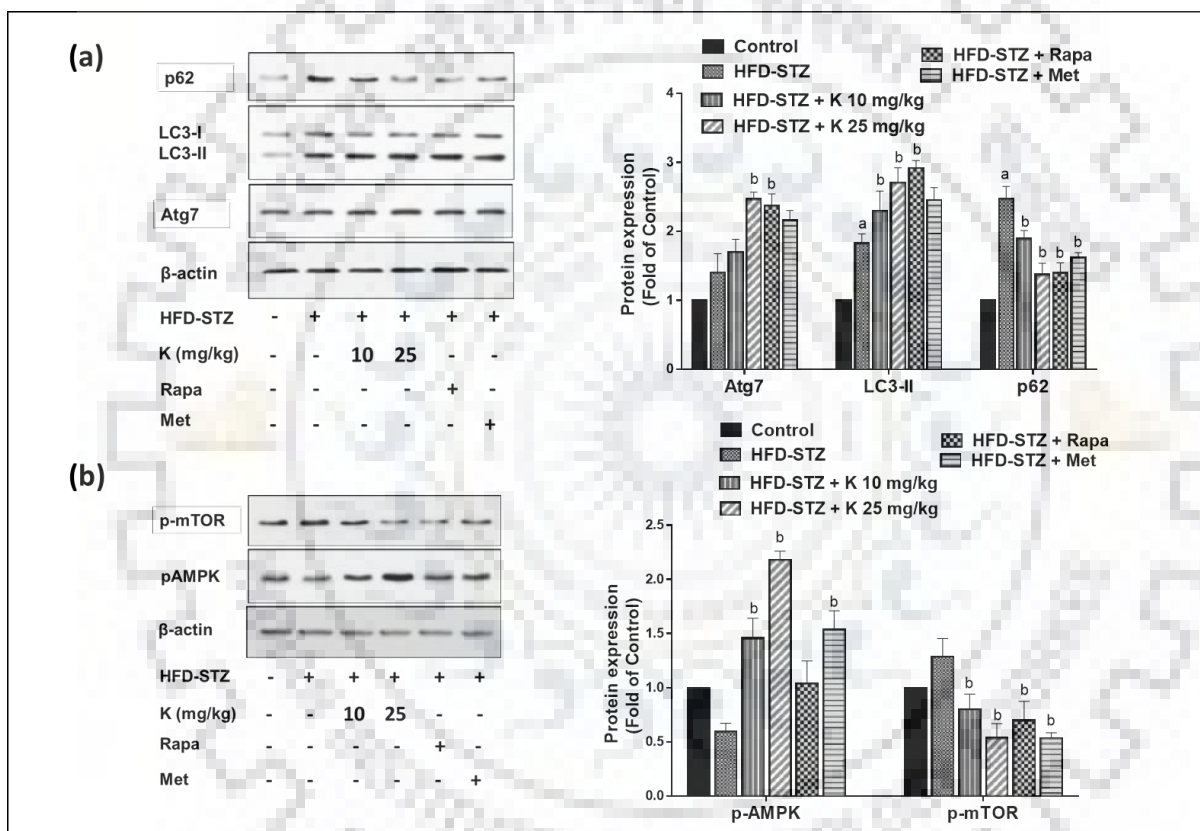 (a)
p62
LC3-I
LC3-II
Atg7
β-actin
HFD-STZ - + + + + +
K (mg/kg) - - 10 25 - -
Rapa - - - - + -
Met - - - - - +
Control
HFD-STZ
HFD-STZ + K 10 mg/kg
HFD-STZ + K 25 mg/kg
HFD-STZ + Rapa
HFD-STZ + Met
Protein expression
(Fold of Control)
4
3
2
1
0
b b
a b b b
a b b b b
Atg7 LC3-II p62
(b)
p-mTOR
pAMPK
β-actin
HFD-STZ - + + + + +
K (mg/kg) - - 10 25 - -
Rapa - - - - + -
Met - - - - - +
Control
HFD-STZ
HFD-STZ + K 10 mg/kg
HFD-STZ + K 25 mg/kg
HFD-STZ + Rapa
HFD-STZ + Met
Protein expression
(Fold of Control)
2.5
2.0
1.5
1.0
0.5
0.0
b b b
b b b b
p-AMPK p-mTOR